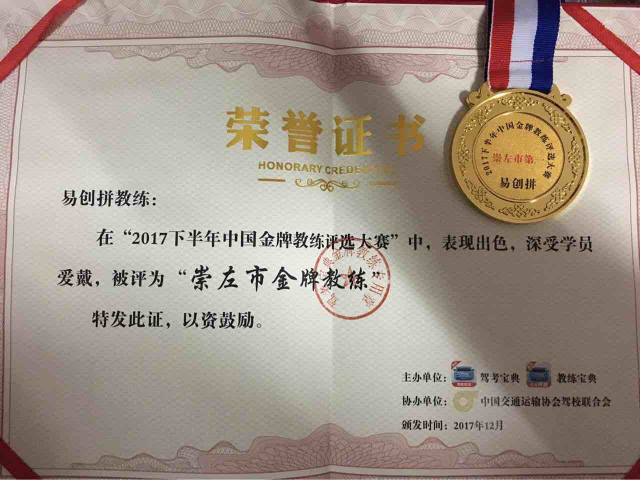 荣誉证书
HONORARY CREDENTIAL
易创拼教练:
在“2017下半年中国金牌教练评选大赛”中，表现出色，深受学员
爱戴，被评为“崇左市金牌教练”
特发此证，以资鼓励。
主办单位: 驾考宝典 教练宝典
协办单位: 中国交通运输协会驾校联合会
颁发时间: 2017年12月
2017下半年中国金牌教练评选大赛
崇左市第一
易创拼